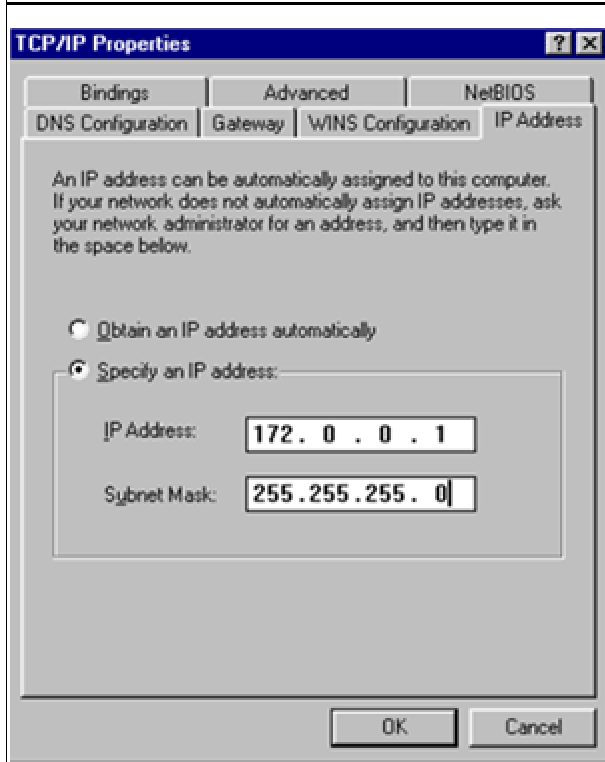 TCP/IP Properties
? X
Bindings
Advanced
NetBIOS
DNS Configuration
Gateway
WINS Configuration
IP Address
An IP address can be automatically assigned to this computer.
If your network does not automatically assign IP addresses, ask
your network administrator for an address, and then type it in
the space below.
Obtain an IP address automatically
Specify an IP address:
IP Address:
172. 0 . 0 . 1
Subnet Mask:
255.255.255. 0
OK
Cancel